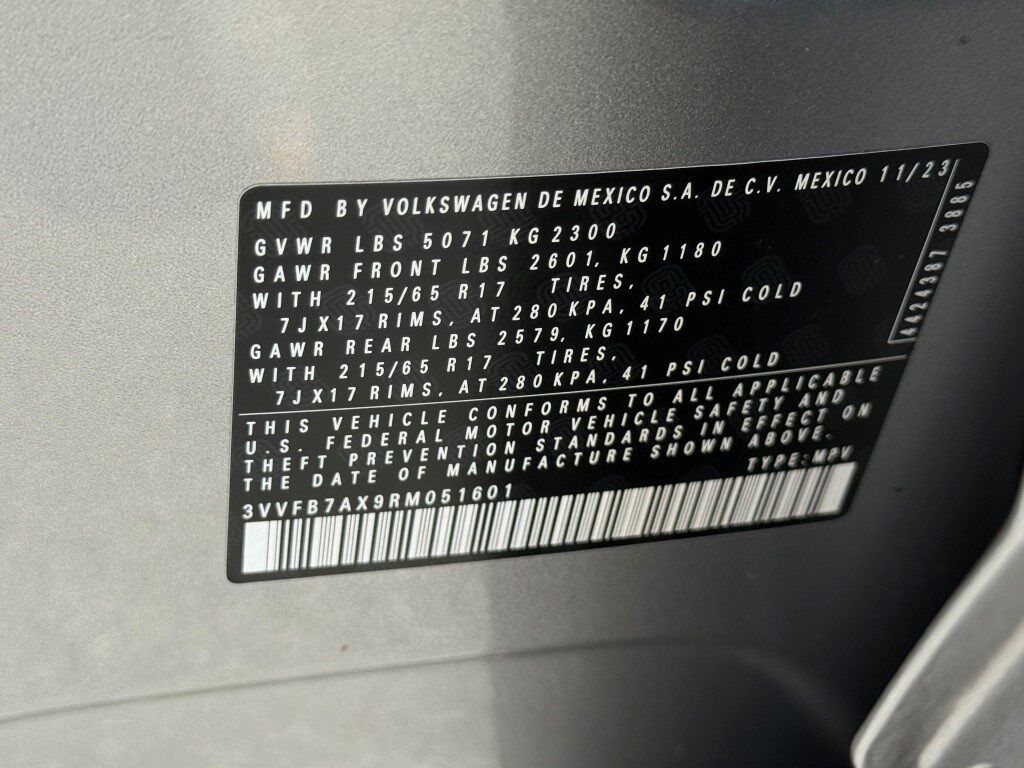 MFD BY VOLKSWAGEN DE MEXICO S.A. DE C.V. MEXICO 11/23
GVWR LBS 5071 KG 2300
GAWR FRONT LBS 2601, KG 1180
WITH 215/65 R17 TIRES,
7JX17 RIMS, AT 280 KPA, 41 PSI COLD
GAWR REAR LBS 2579, KG 1170
WITH 215/65 R17 TIRES,
7JX17 RIMS, AT 280 KPA, 41 PSI COLD
4424387 3885
THIS VEHICLE CONFORMS TO ALL APPLICABLE
U.S. FEDERAL MOTOR VEHICLE SAFETY AND
THEFT PREVENTION STANDARDS IN EFFECT ON
THE DATE OF MANUFACTURE SHOWN ABOVE.
TYPE:MPV
3VVFB7AX9RM051601